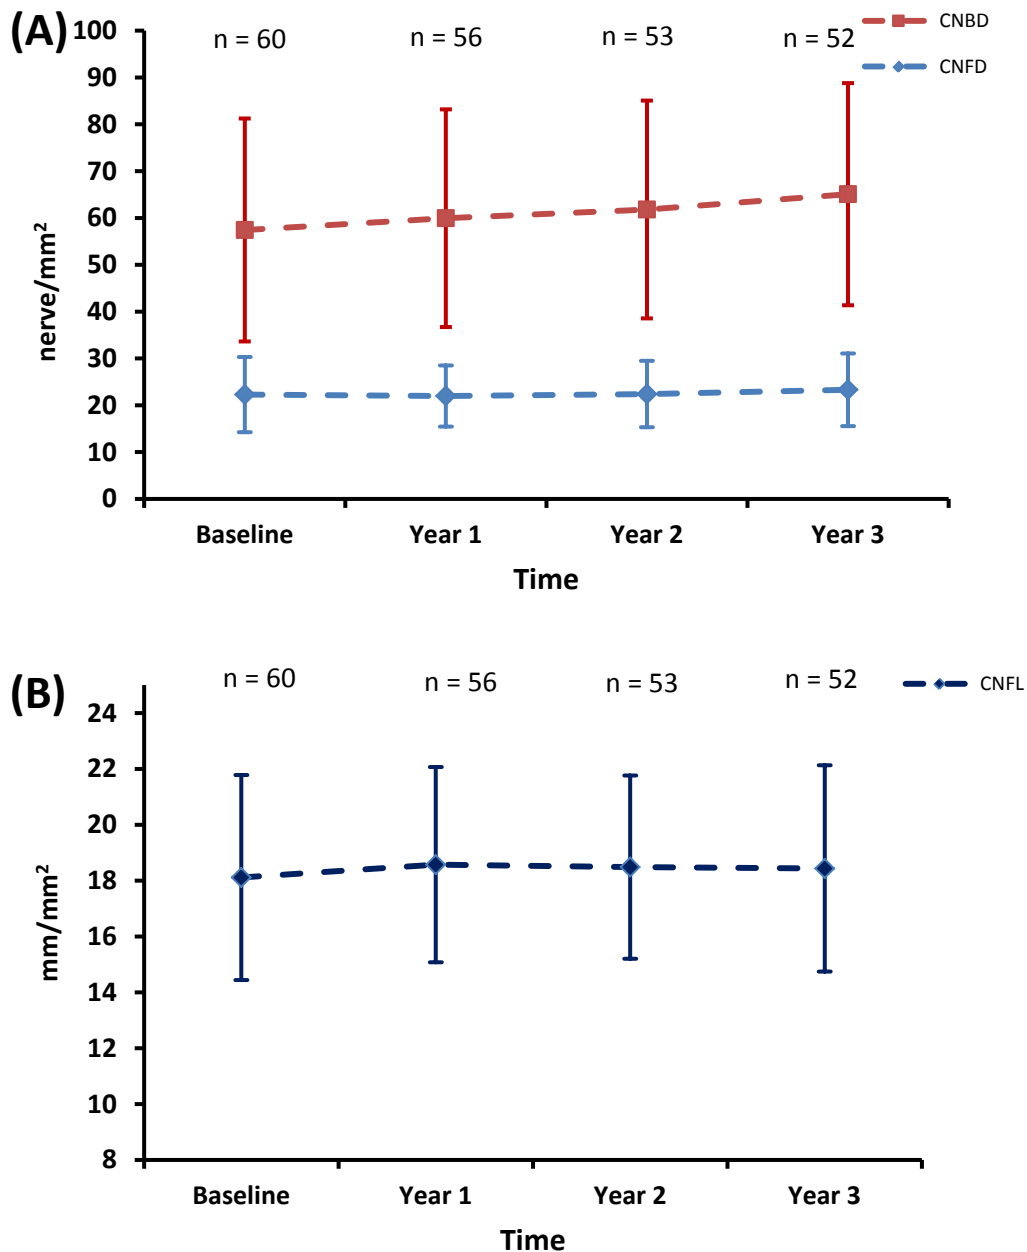 (A)
n = 60 n = 56 n = 53 n = 52
CNBD
CNFD
100
90
80
70
60
50
40
30
20
10
0
nerve/mm²
Baseline Year 1 Year 2 Year 3
Time
(B)
n = 60 n = 56 n = 53 n = 52
CNFL
24
22
20
18
16
14
12
10
8
mm/mm²
Baseline Year 1 Year 2 Year 3
Time